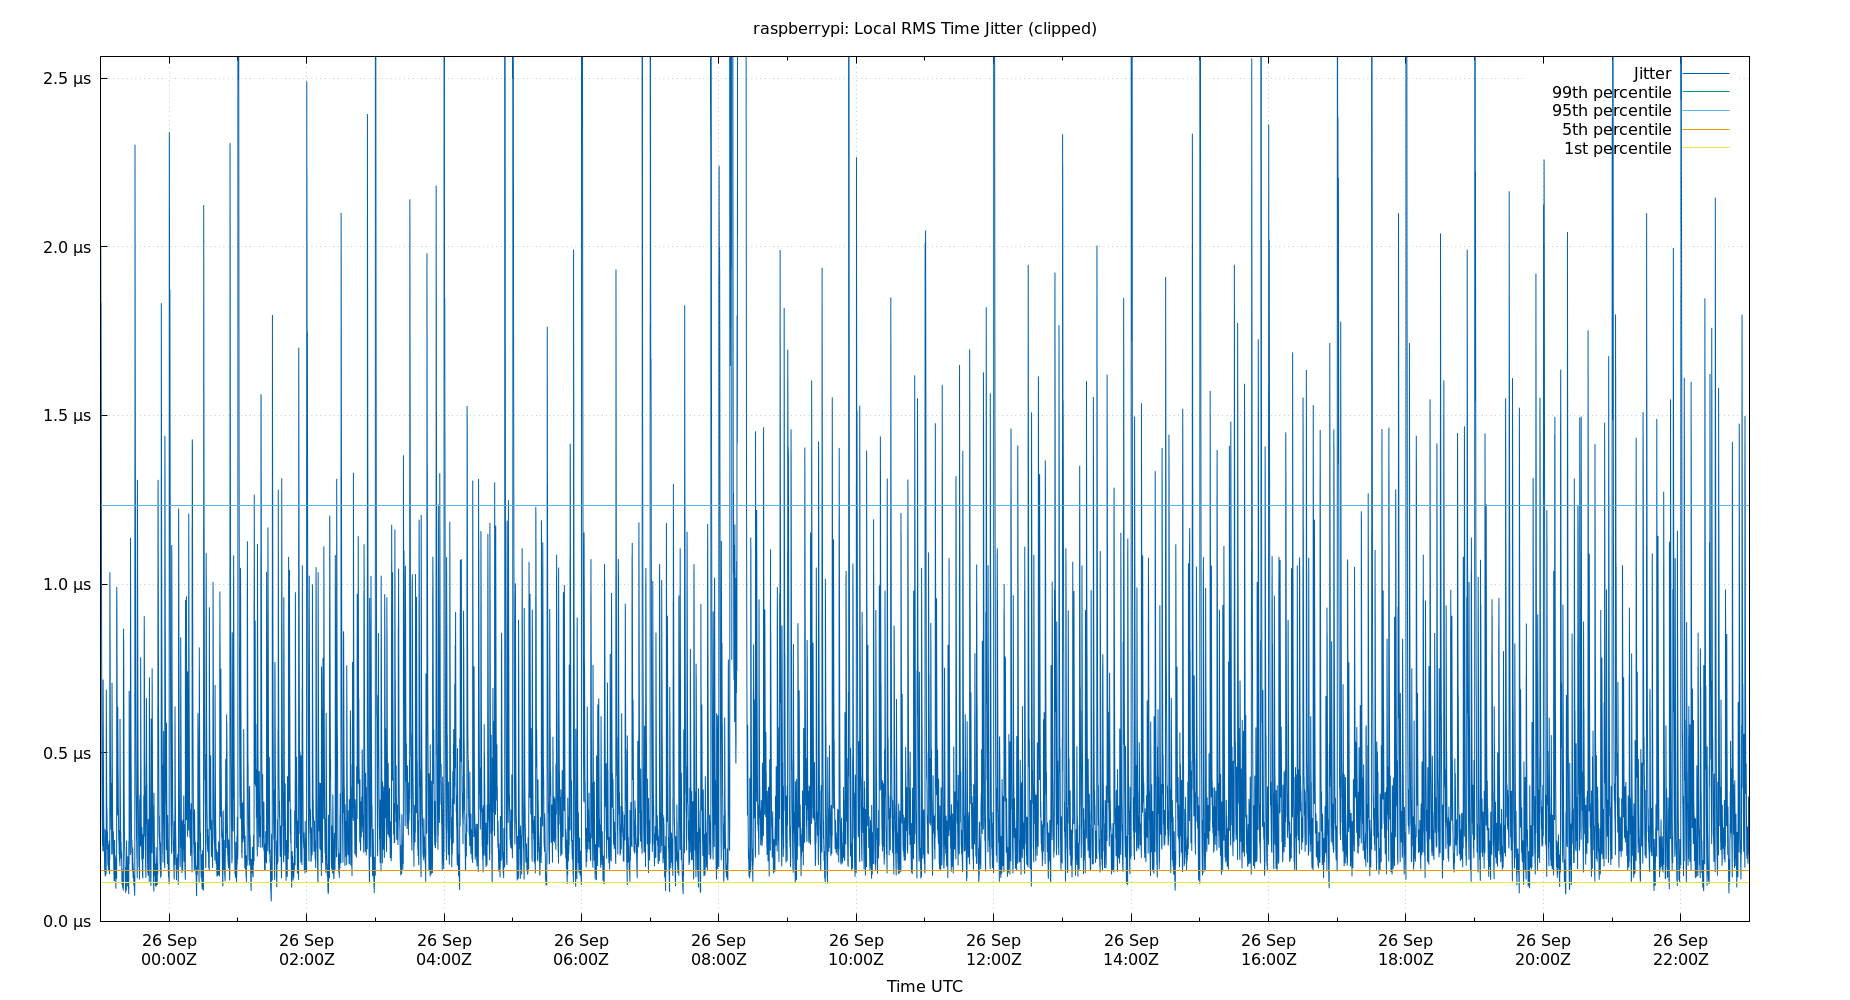 raspberrypi: Local RMS Time Jitter (clipped)
2.5 µs
2.0 µs
1.5 µs
1.0 µs
0.5 µs
0.0 µs
Jitter
99th percentile
95th percentile
5th percentile
1st percentile
26 Sep 26 Sep 26 Sep 26 Sep 26 Sep 26 Sep 26 Sep 26 Sep 26 Sep 26 Sep 26 Sep 26 Sep
00:00Z 02:00Z 04:00Z 06:00Z 08:00Z 10:00Z 12:00Z 14:00Z 16:00Z 18:00Z 20:00Z 22:00Z
Time UTC